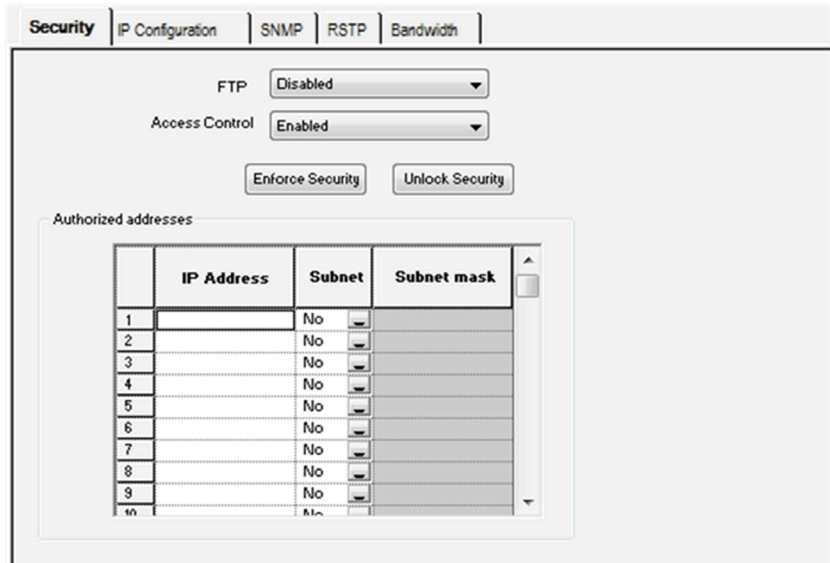 Security IP Configuration SNMP RSTP Bandwidth
FTP Disabled
Access Control Enabled
Enforce Security Unlock Security
Authorized addresses
IP Address Subnet Subnet mask
1 No
2 No
3 No
4 No
5 No
6 No
7 No
8 No
9 No
10 No